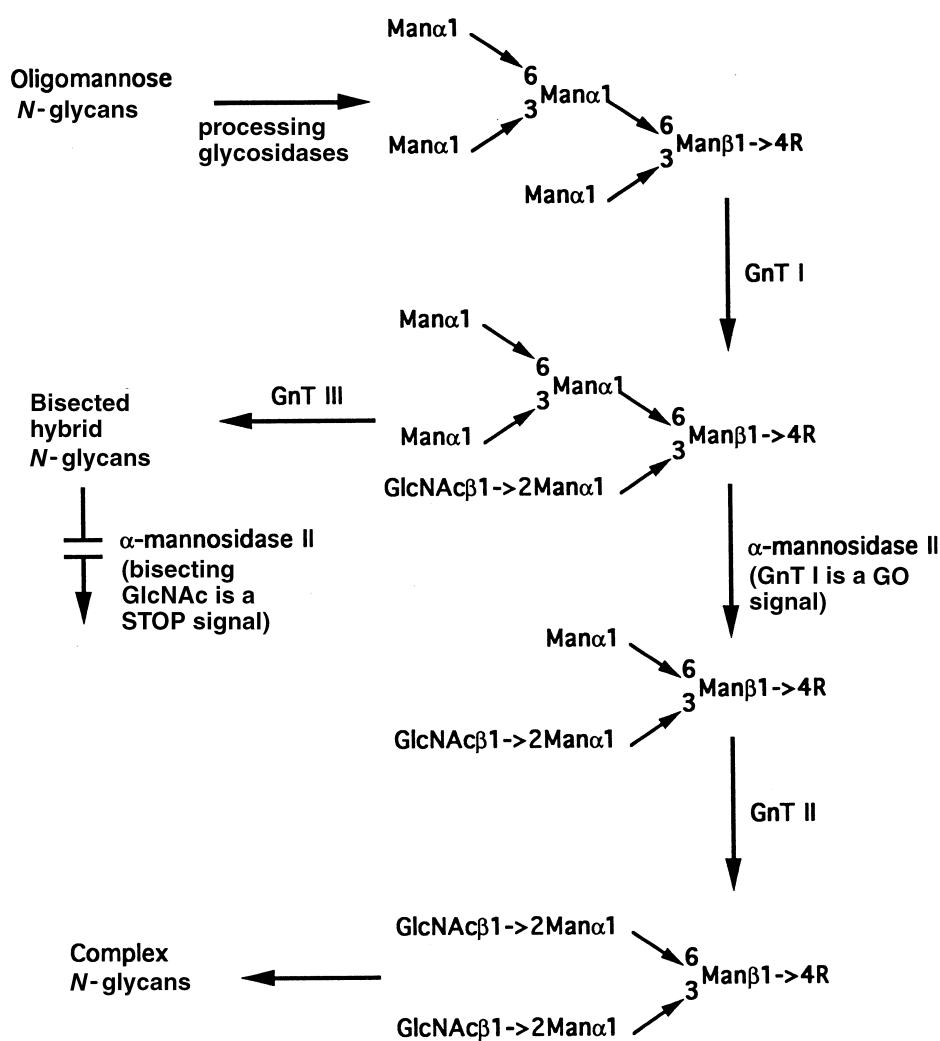 Manα1
Oligomannose
N-glycans
processing
glycosidases
6
Manα1
3
Manα1
6
Manβ1->4R
3
Manα1
GnT I
Manα1
6
Manα1
3
Manα1
6
Manβ1->4R
3
GlcNAcβ1->2Manα1
GnT III
Bisected
hybrid
N-glycans
α-mannosidase II
(bisecting
GlcNAc is a
STOP signal)
α-mannosidase II
(GnT I is a GO
signal)
Manα1
6
Manβ1->4R
3
GlcNAcβ1->2Manα1
GnT II
GlcNAcβ1->2Manα1
6
Manβ1->4R
3
GlcNAcβ1->2Manα1
Complex
N-glycans